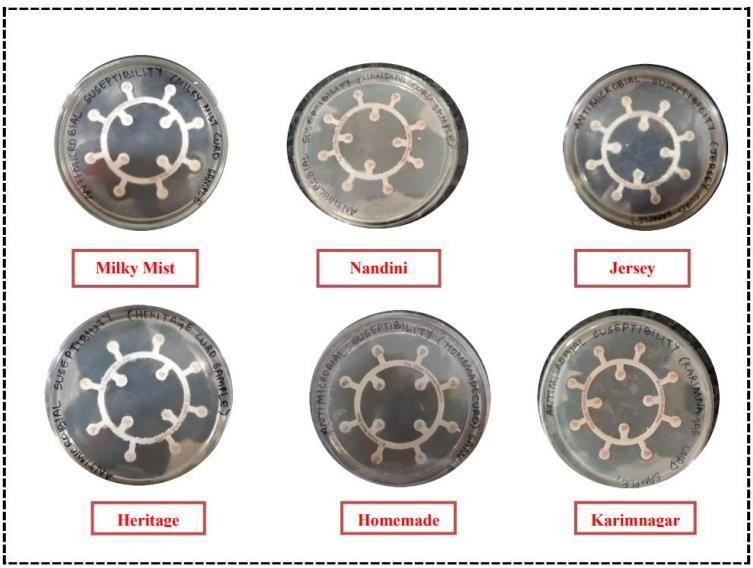 ANTIMICROBIAL SUSEPTIBILITY (MILKY MIST CURD SAMPLE
ANTIMICROBIAL SUSEPTIBILITY (NANDINI CURD SAMPLE)
ANTIMICROBIAL SUSEPTIBILITY (JERSEY CURD SAMPLE)
Milky Mist
Nandini
Jersey
ANTIMICROBIAL SUSEPTIBILITY (HERITAGE CURD SAMPLE)
ANTIMICROBIAL SUSEPTIBILITY (HOMEMADE CURD)
ANTIMICROBIAL SUSEPTIBILITY (KARIMNAGAR CURD SAMPLE)
Heritage
Homemade
Karimnagar